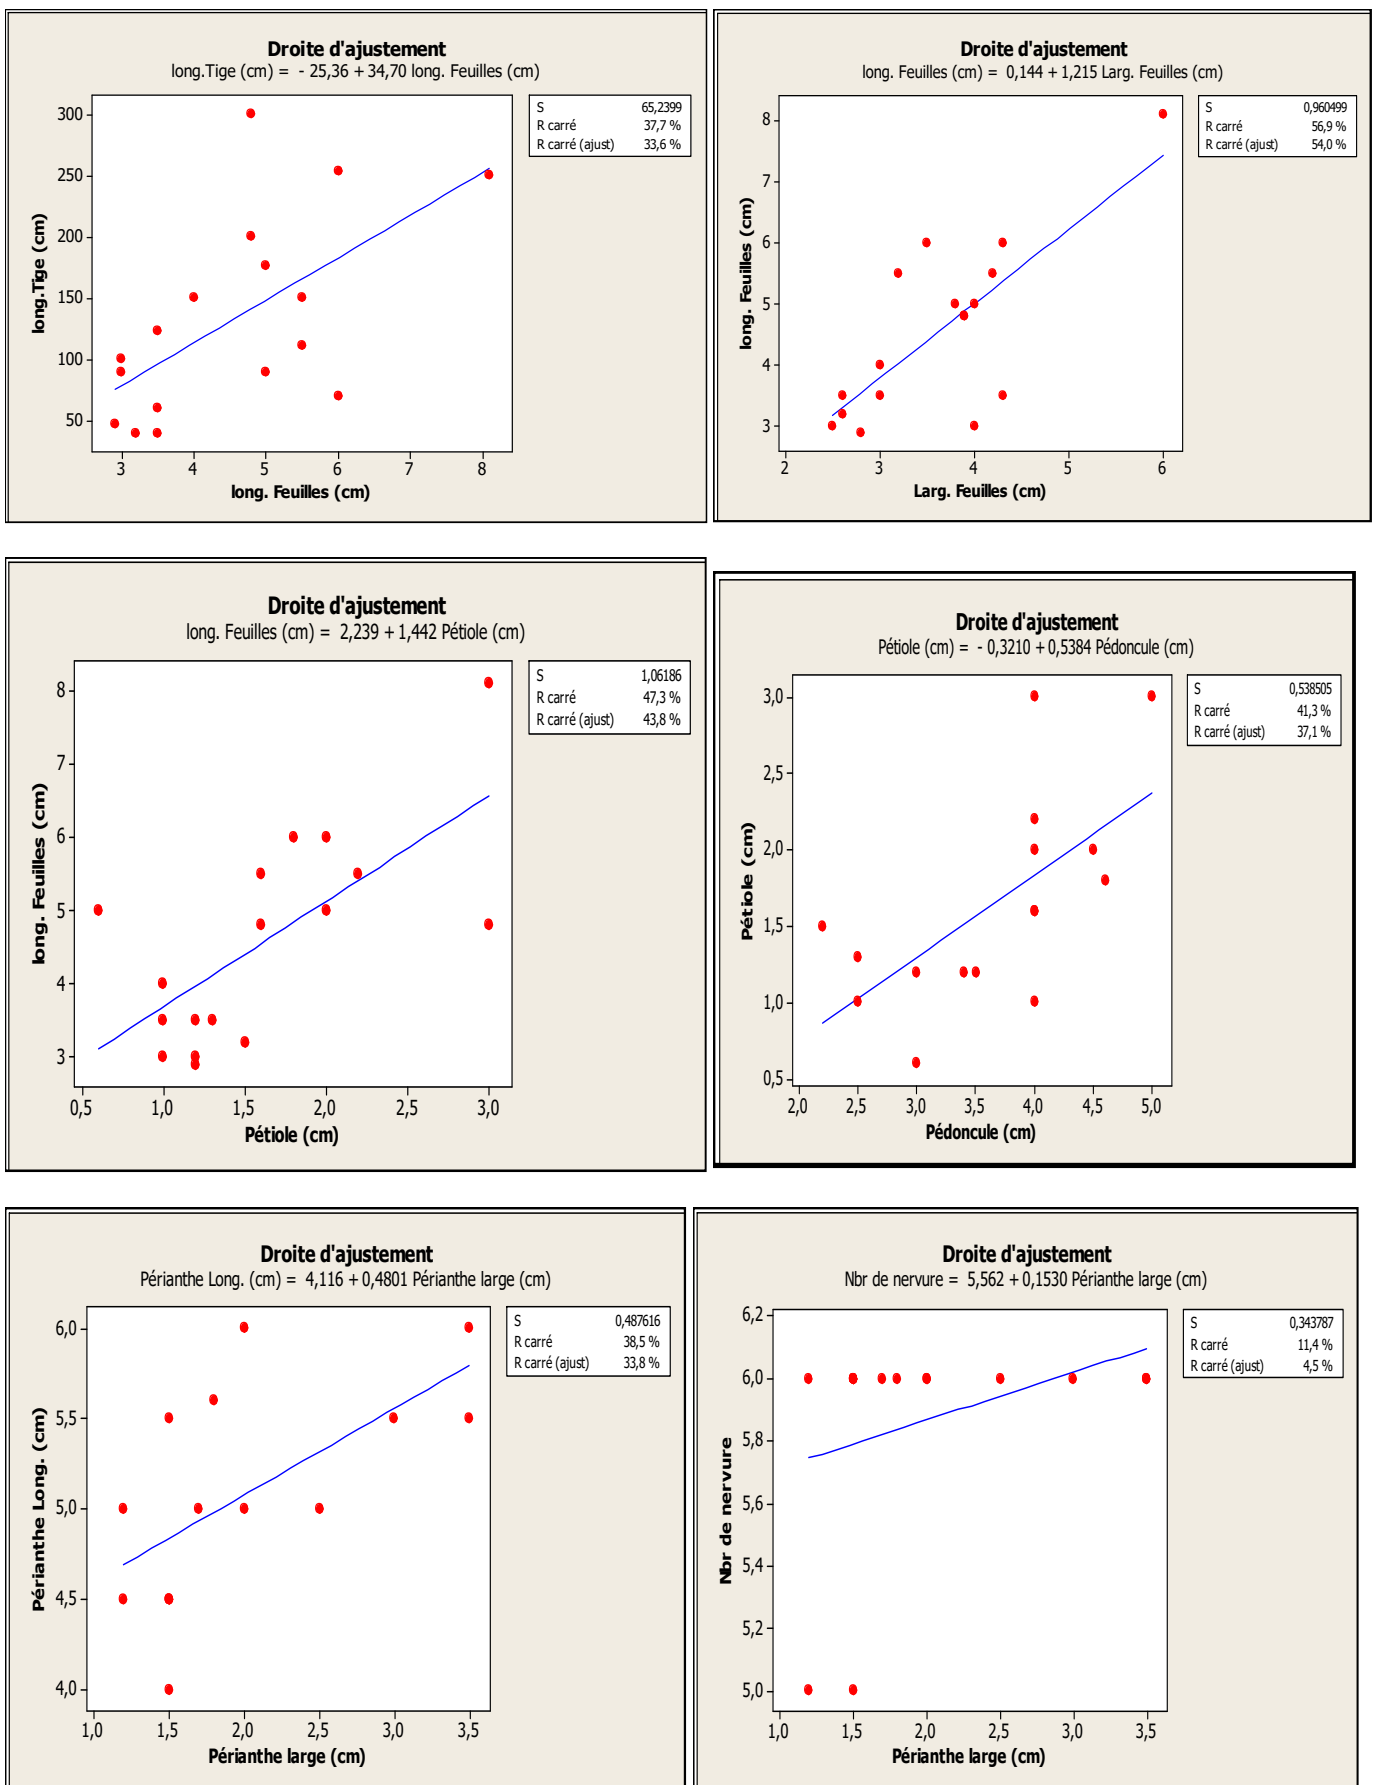 Droite d'ajustement
long.Tige (cm) = - 25,36 + 34,70 long. Feuilles (cm)
S 65,2399
R carré 37,7 %
R carré (ajust) 33,6 %
300
250
200
150
100
50
long.Tige (cm)
3 4 5 6 7 8
long. Feuilles (cm)
Droite d'ajustement
long. Feuilles (cm) = 0,144 + 1,215 Larg. Feuilles (cm)
S 0,960499
R carré 56,9 %
R carré (ajust) 54,0 %
8
7
6
5
4
3
long. Feuilles (cm)
2 3 4 5 6
Larg. Feuilles (cm)
Droite d'ajustement
long. Feuilles (cm) = 2,239 + 1,442 Pétiole (cm)
S 1,06186
R carré 47,3 %
R carré (ajust) 43,8 %
8
7
6
5
4
3
long. Feuilles (cm)
0,5 1,0 1,5 2,0 2,5 3,0
Pétiole (cm)
Droite d'ajustement
Pétiole (cm) = - 0,3210 + 0,5384 Pédoncule (cm)
S 0,538505
R carré 41,3 %
R carré (ajust) 37,1 %
3,0
2,5
2,0
1,5
1,0
0,5
Pétiole (cm)
2,0 2,5 3,0 3,5 4,0 4,5 5,0
Pédoncule (cm)
Droite d'ajustement
Périanthe Long. (cm) = 4,116 + 0,4801 Périanthe large (cm)
S 0,487616
R carré 38,5 %
R carré (ajust) 33,8 %
6,0
5,5
5,0
4,5
4,0
Périanthe Long. (cm)
1,0 1,5 2,0 2,5 3,0 3,5
Périanthe large (cm)
Droite d'ajustement
Nbr de nervure = 5,562 + 0,1530 Périanthe large (cm)
S 0,343787
R carré 11,4 %
R carré (ajust) 4,5 %
6,2
6,0
5,8
5,6
5,4
5,2
5,0
Nbr de nervure
1,0 1,5 2,0 2,5 3,0 3,5
Périanthe large (cm)